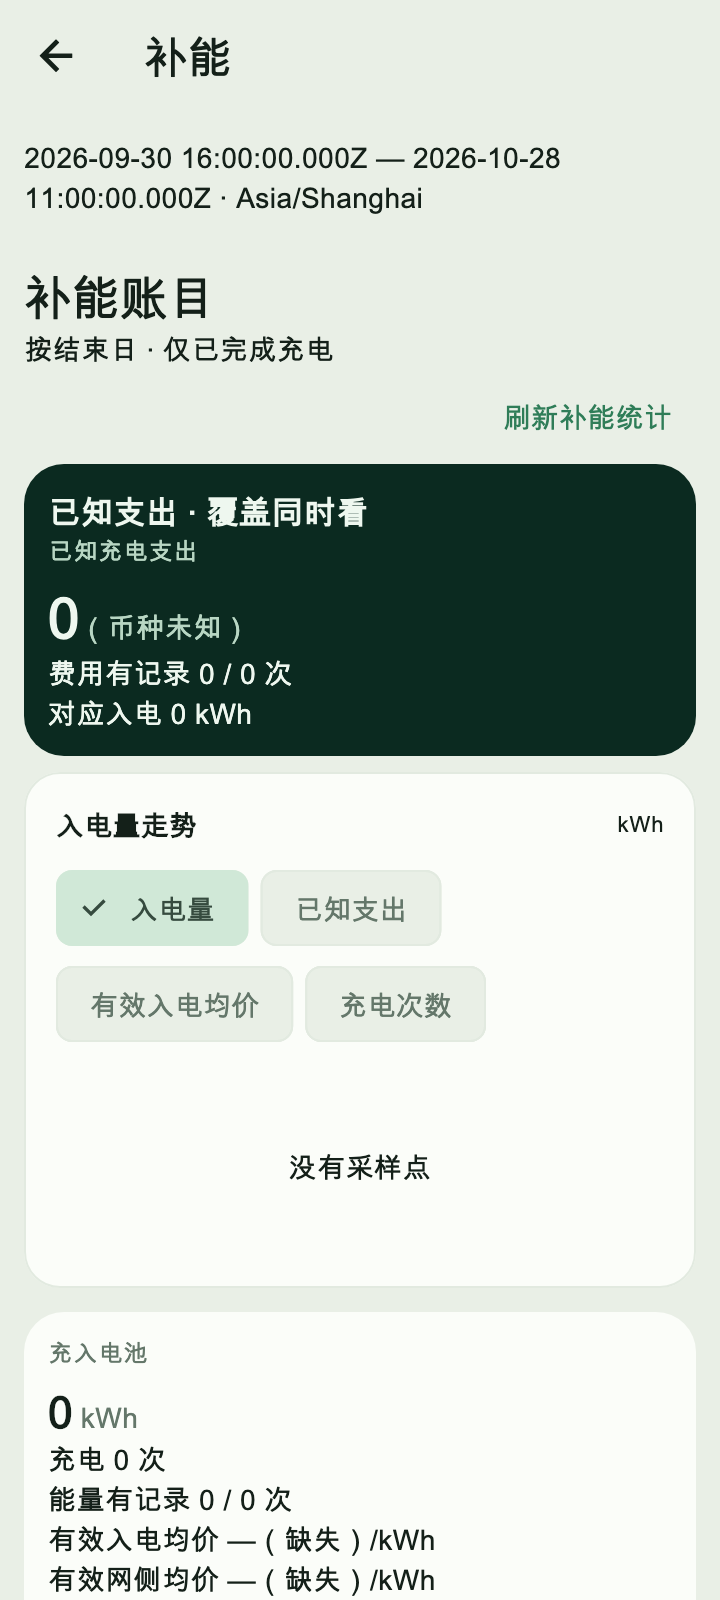 补能
2026-09-30 16:00:00.000Z — 2026-10-28
11:00:00.000Z · Asia/Shanghai
补能账目
按结束日 · 仅已完成充电
刷新补能统计
已知支出 · 覆盖同时看
已知充电支出
0 ( 币种未知 )
费用有记录 0 / 0 次
对应入电 0 kWh
入电量走势
kWh
入电量
已知支出
有效入电均价
充电次数
没有采样点
充入电池
0 kWh
充电 0 次
能量有记录 0 / 0 次
有效入电均价 — ( 缺失 ) /kWh
有效网侧均价 — ( 缺失 ) /kWh